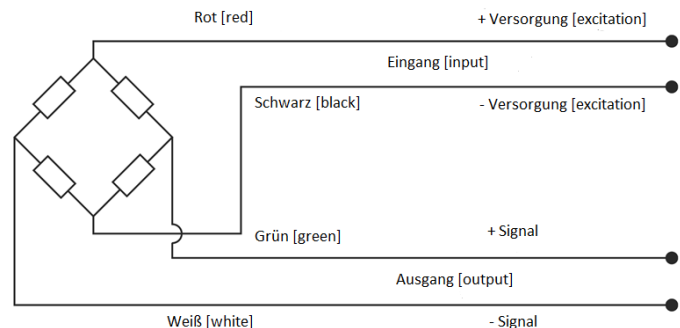 Rot [red] + Versorgung [excitation]
Eingang [input]
Schwarz [black] - Versorgung [excitation]
Grün [green] + Signal
Ausgang [output]
Weiß [white] - Signal